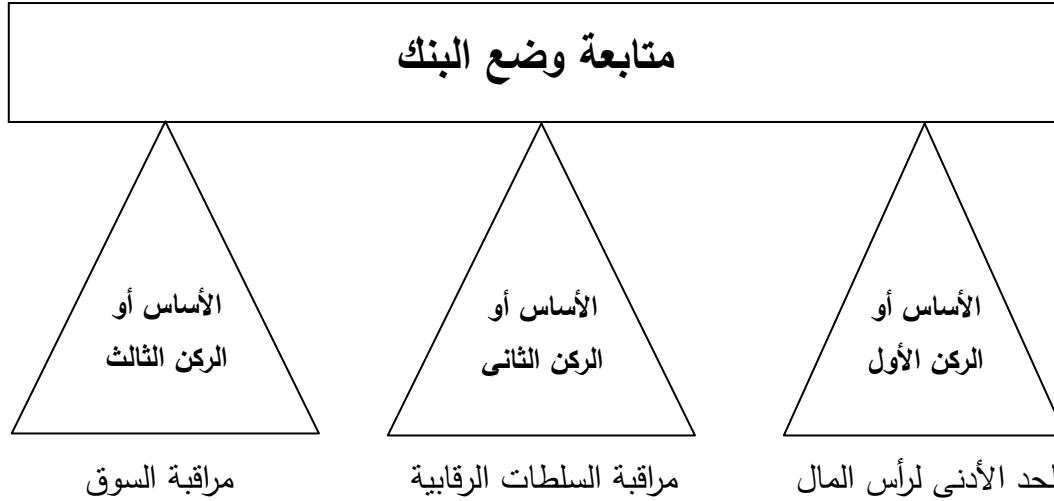 متابعة وضع البنك
الأساس أو
الركن الأول
الأساس أو
الركن الثانى
الأساس أو
الركن الثالث
لحد الأدنى لرأس المال
مراقبة السلطات الرقابية
مراقبة السوق